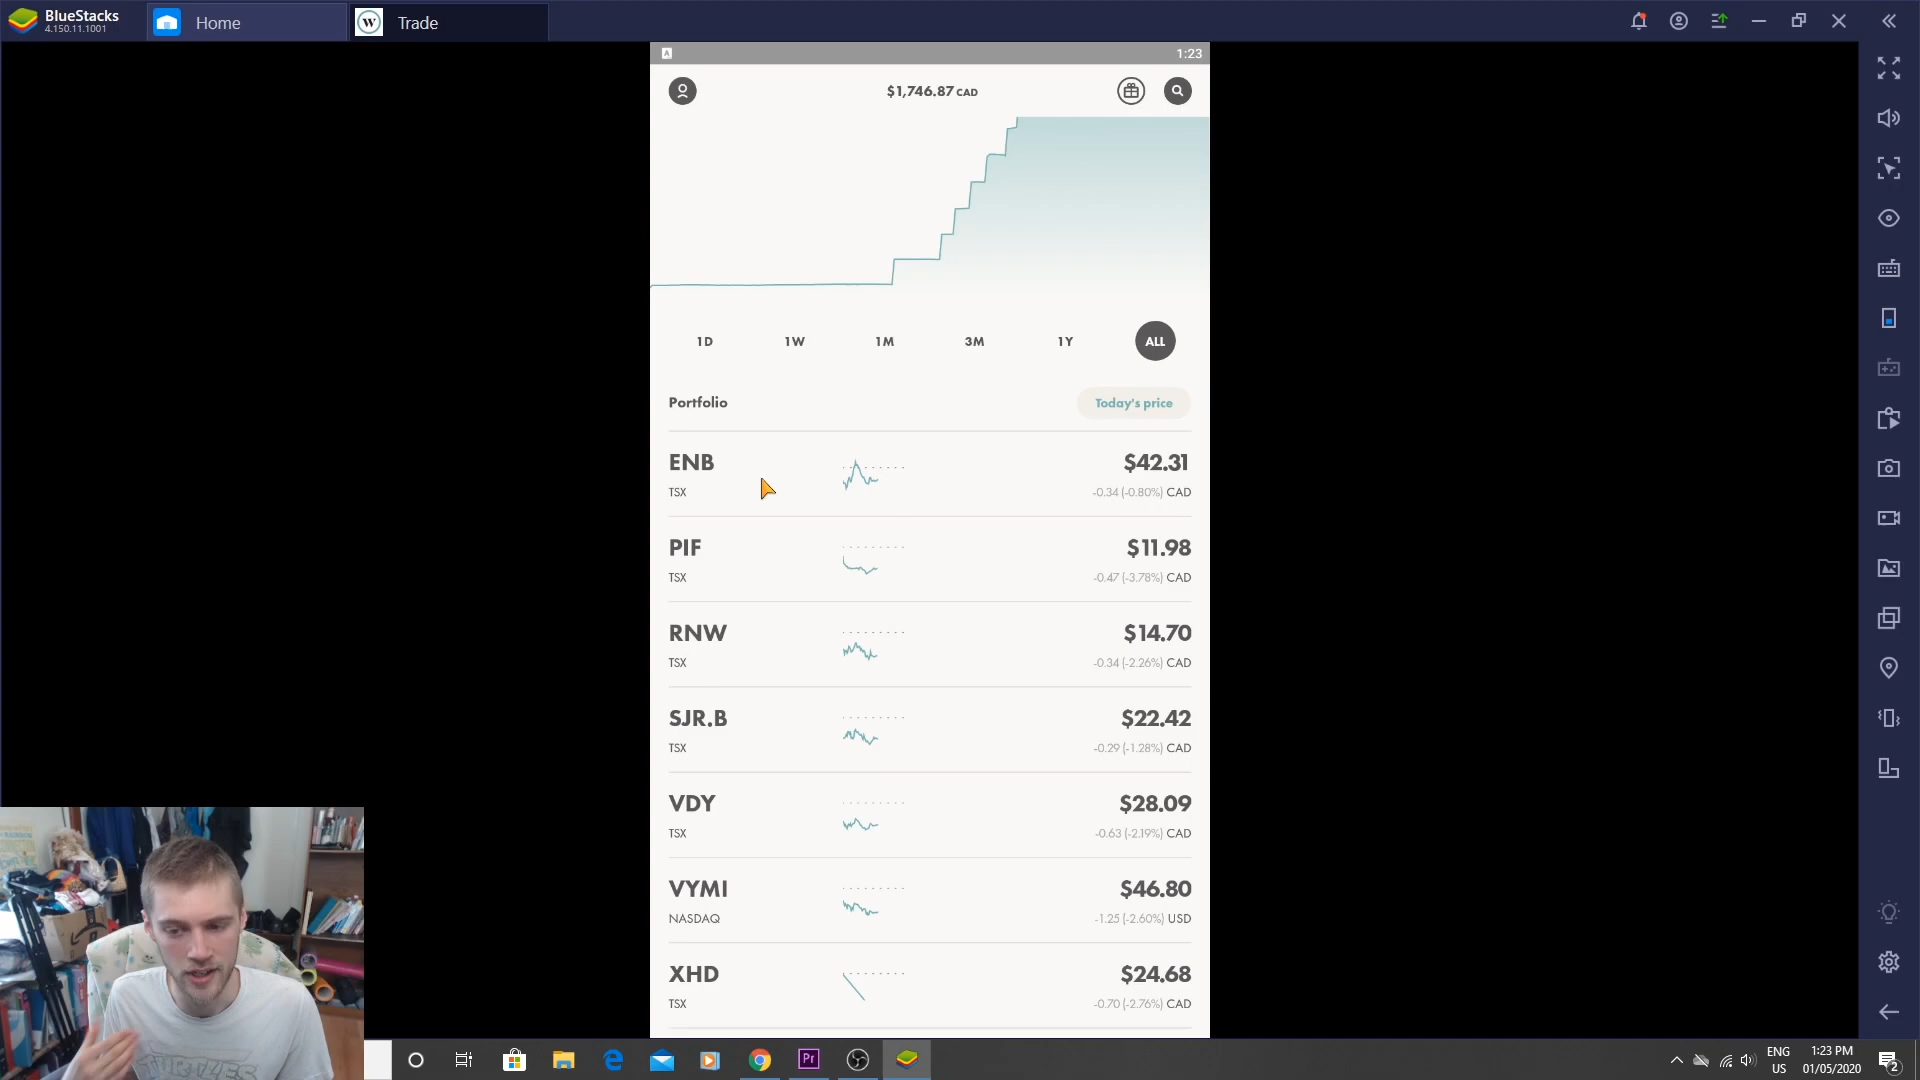 BlueStacks
4.150.11.1001
Home
W
Trade
A
1:23
$1,746.87 CAD
1D 1W 1M 3M 1Y ALL
Portfolio
Today's price
ENB
TSX
$42.31
-0.34 (-0.80%) CAD
PIF
TSX
$11.98
-0.47 (-3.78%) CAD
RNW
TSX
$14.70
-0.34 (-2.26%) CAD
SJR.B
TSX
$22.42
-0.29 (-1.28%) CAD
VDY
TSX
$28.09
-0.63 (-2.19%) CAD
VYMI
NASDAQ
$46.80
-1.25 (-2.60%) USD
XHD
TSX
$24.68
-0.70 (-2.76%) CAD
Pr
ENG
US
1:23 PM
01/05/2020
2